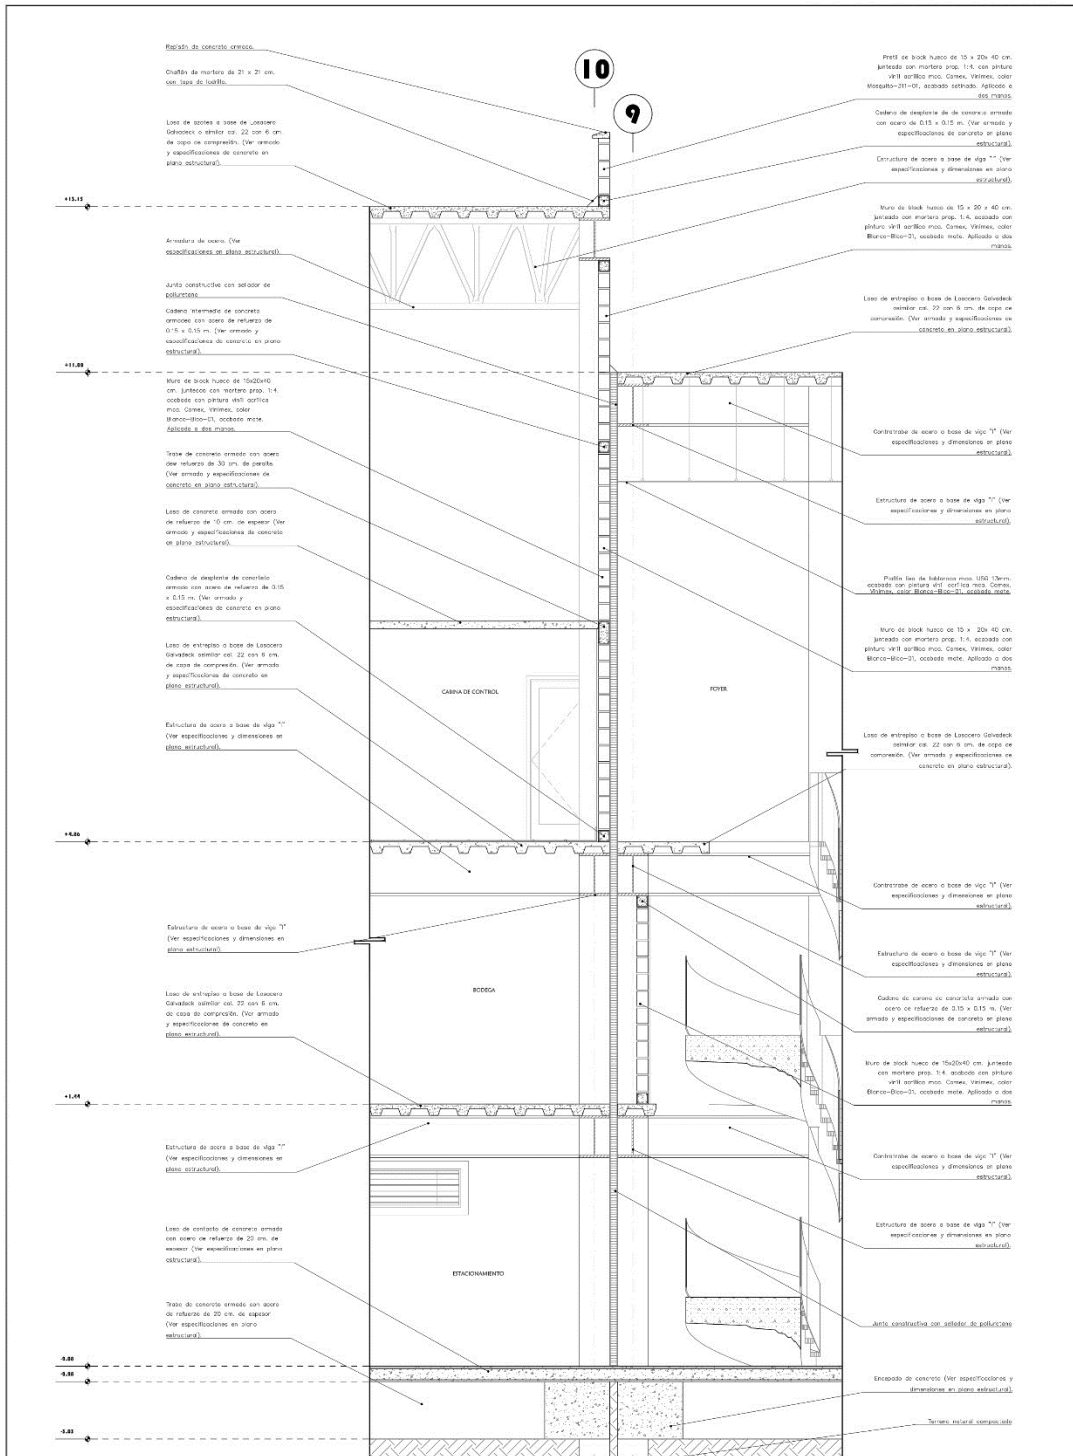 Repisón de concreto armado.
Chaflán de mortero de 21 x 21 cm.
con tapa de ladrillo.
Losa de azotea a base de Losacero
Galvadeck o similar cal. 22 con 6 cm
de capa de compresión. (Ver armado
y especificaciones de concreto en
plano estructural).
+15.15
Armadura de acero. (Ver
especificaciones en plano estructural).
Junta constructiva con sellador de
poliuretano
Cadena intermedia de concreto
armadea con acero de refuerzo de
0.15 x 0.15 m. (Ver armado y
especificaciones de concreto en plano
estructural).
Muro de block hueco de 15x20x40
cm. junteado con mortero prop. 1:4.
acabado con pintura vinil acrílica
mca. Comex, Vinimex, color
Blanco-Bico-01, acabado mate.
Aplicado a dos manos.
Trabe de concreto armado con acero
dew refuerzo de 30 cm. de peralte.
(Ver armado y especificaciones de
concreto en plano estructural).
Losa de concreto armada con acero
de refuerzo de 10 cm. de espesor (Ver
armado y especificaciones de concreto
en plano estructural).
Cadena de desplante de concrteto
armado con acero de refuerzo de 0.15
x 0.15 m. (Ver armado y
especificaciones de concreto en plano
estructural).
Losa de entrepiso a base de Losacero
Galvadeck osimilar cal. 22 con 6 cm.
de capa de compresión. (Ver armado
y especificaciones de concreto en
plano estructural).
Estructura de acero a base de viga "I"
(Ver especificaciones y dimensiones en
plano estructural).
Estructura de acero a base de viga "I"
(Ver especificaciones y dimensiones en
plano estructural).
Losa de entrepiso a base de Losacero
Galvadeck osimilar cal. 22 con 6 cm.
de capa de compresión. (Ver armado
y especificaciones de concreto en
plano estructural).
+1.44
Estructura de acero a base de viga "I"
(Ver especificaciones y dimensiones en
plano estructural).
Losa de contacto de concreto armada
con acero de refuerzo de 20 cm. de
espesor (Ver especificaciones en plano
estructural).
Trabe de concreto armado con acero
de refuerzo de 20 cm. de espesor
(Ver especificaciones en plano
estructural).
10
9
CABINA DE CONTROL
FOYER
BODEGA
ESTACIONAMIENTO
Pretil de block hueco de 15 x 20x 40 cm.
junteado con mortero prop. 1:4. con pintura
vinil acrílica mca. Comex, Vinimex, color
Mosquito-311-01, acabado satinado. Aplicado a
dos manos.
Cadena de desplante de de concreto armado
con acero de 0.15 x 0.15 m. (Ver armado y
especificaciones de concreto en plano
estructural).
Estructura de acero a base de viga "I" (Ver
especificaciones y dimensiones en plano
estructural).
Muro de block hueco de 15 x 20 x 40 cm.
junteado con mortero prop. 1:4. acabado con
pintura vinil acrílica mca. Comex, Vinimex, color
Blanco-Bico-01, acabado mate. Aplicado a dos
manos.
Losa de entrepiso a base de Losacero Galvadeck
osimilar cal. 22 con 6 cm. de capa de
compresión. (Ver armado y especificaciones de
concreto en plano estructural).
Contratrabe de acero a base de viga "I" (Ver
especificaciones y dimensiones en plano
estructural).
Estructura de acero a base de viga "I" (Ver
especificaciones y dimensiones en plano
estructural).
Plafón liso de tablaroca mca. USG 13mm.
acabado con pintura vinil acrílica mca. Comex,
Vinimex, color Blanco-Bico-01, acabado mate.
Muro de block hueco de 15 x 20x 40 cm.
junteado con mortero prop. 1:4. acabado con
pintura vinil acrílica mca. Comex, Vinimex, color
Blanco-Bico-01, acabado mate. Aplicado a dos
manos.
Losa de entrepiso a base de Losacero Galvadeck
osimilar cal. 22 con 6 cm. de capa de
compresión. (Ver armado y especificaciones de
concreto en plano estructural).
Contratrabe de acero a base de viga "I" (Ver
especificaciones y dimensiones en plano
estructural).
Estructura de acero a base de viga "I" (Ver
especificaciones y dimensiones en plano
estructural).
Cadena de corona de concrteto armado con
acero de refuerzo de 0.15 x 0.15 m. (Ver
armado y especificaciones de concreto en plano
estructural).
Muro de block hueco de 15x20x40 cm. junteado
con mortero prop. 1:4. acabado con pintura
vinil acrílica mca. Comex, Vinimex, color
Blanco-Bico-01, acabado mate. Aplicado a dos
manos.
Contratrabe de acero a base de viga "I" (Ver
especificaciones y dimensiones en plano
estructural).
Estructura de acero a base de viga "I" (Ver
especificaciones y dimensiones en plano
estructural).
Junta constructiva con sellador de poliuretano
Encepado de concreto (Ver especificaciones y
dimensiones en plano estructural).
Terreno natural compactado